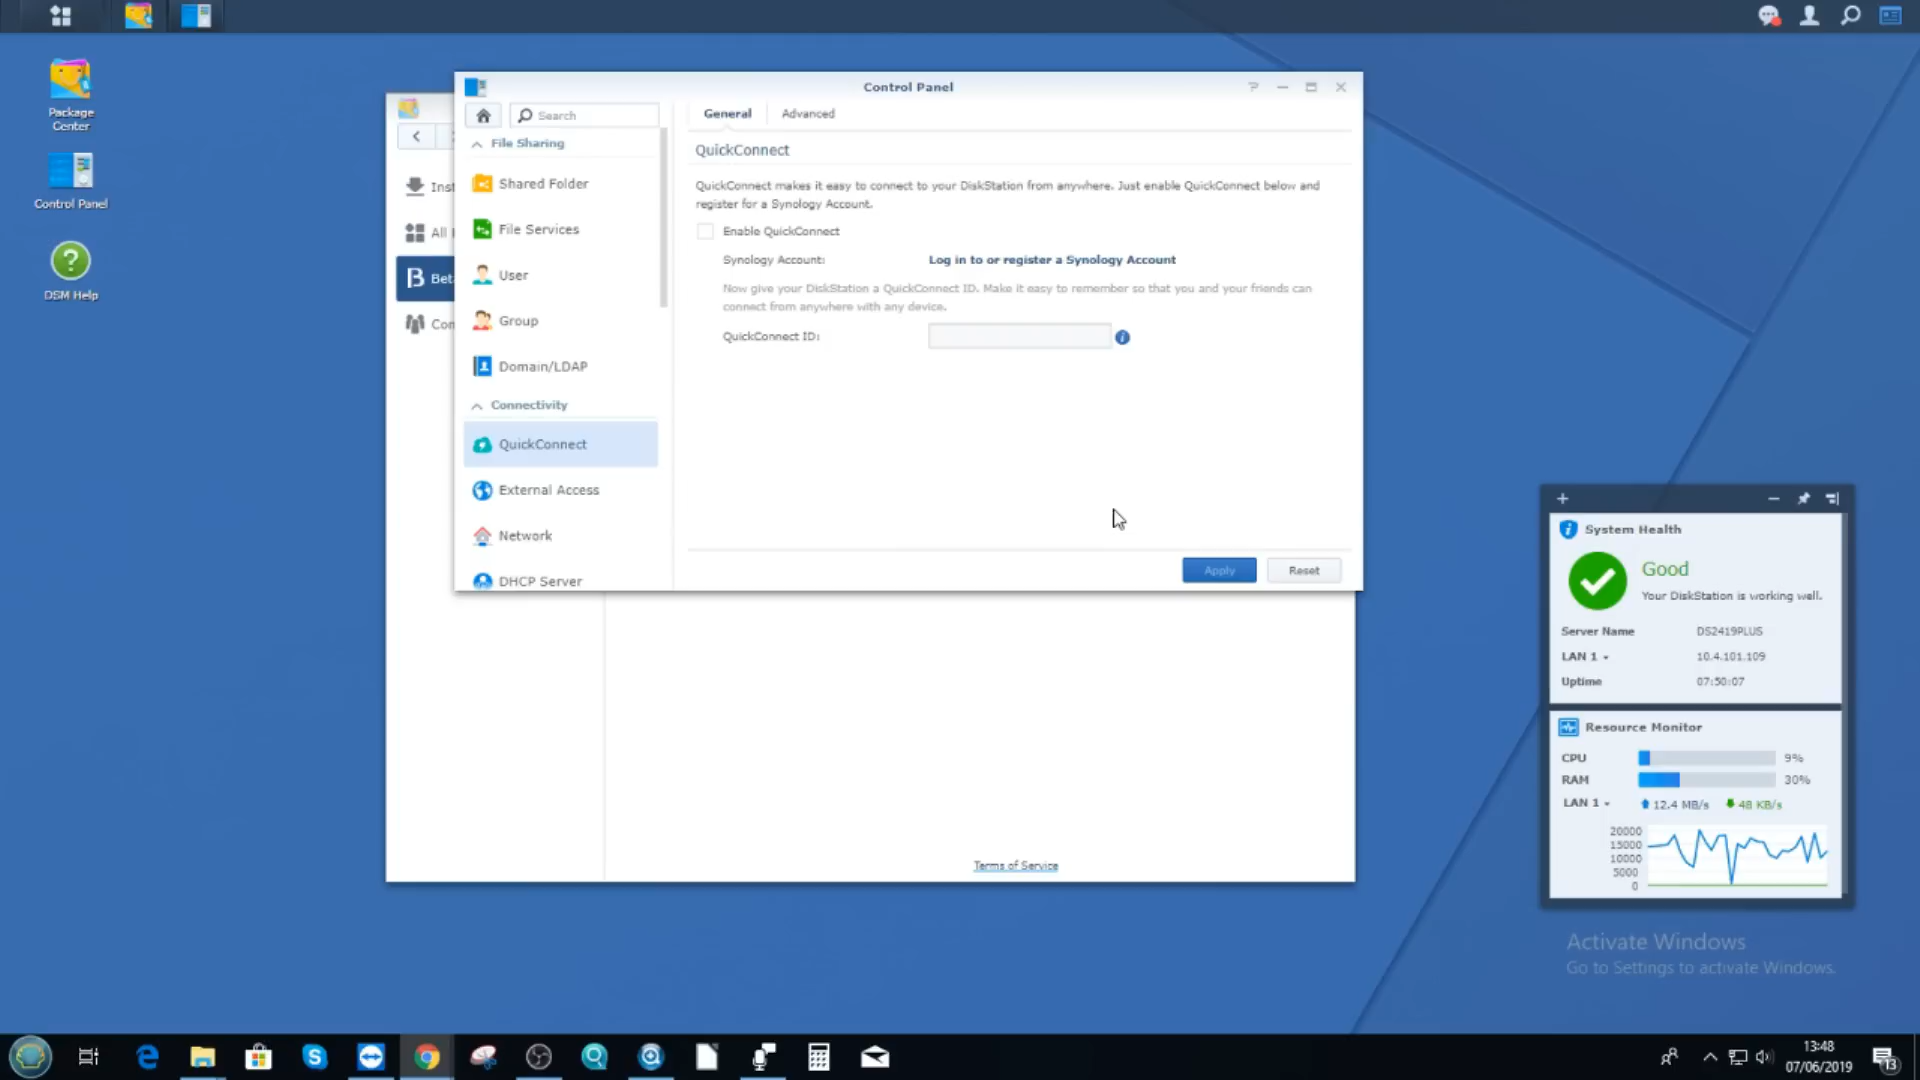 Package
Center
Control Panel
DSM Help
Inst
All
Bet
Con
Terms of Service
Control Panel
Search
File Sharing
Shared Folder
File Services
User
Group
Domain/LDAP
Connectivity
QuickConnect
External Access
Network
DHCP Server
General
Advanced
QuickConnect
QuickConnect makes it easy to connect to your DiskStation from anywhere. Just enable QuickConnect below and
register for a Synology Account.
Enable QuickConnect
Synology Account: Log in to or register a Synology Account
Now give your DiskStation a QuickConnect ID. Make it easy to remember so that you and your friends can
connect from anywhere with any device.
QuickConnect ID:
Apply
Reset
System Health
Good
Your DiskStation is working well.
Server Name DS2419PLUS
LAN 1 10.4.101.109
Uptime 07:50:07
Resource Monitor
CPU 9%
RAM 30%
LAN 1 12.4 MB/s 48 KB/s
20000
15000
10000
5000
0
Activate Windows
Go to Settings to activate Windows.
13:48
07/06/2019
13